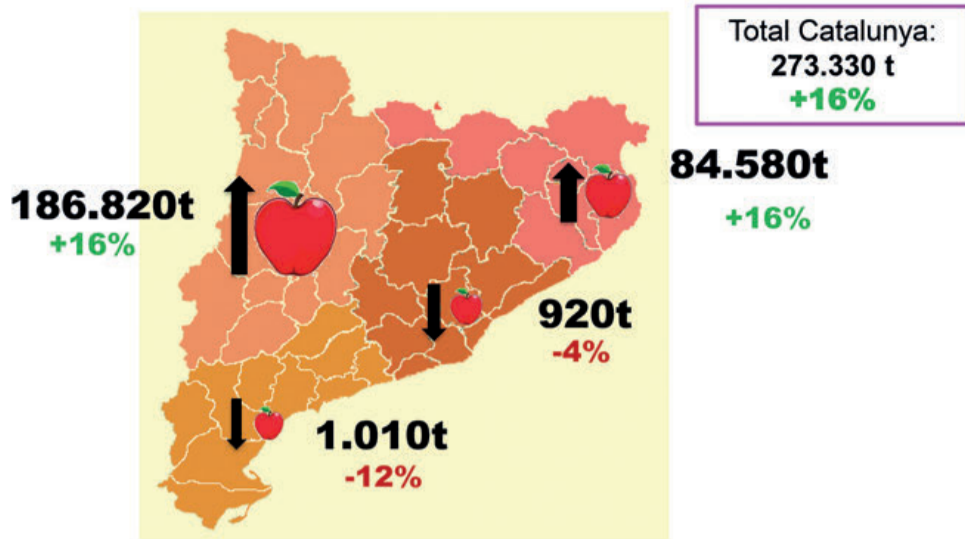 Total Catalunya:
273.330 t
+16%
84.580t
+16%
186.820t
+16%
920t
-4%
1.010t
-12%